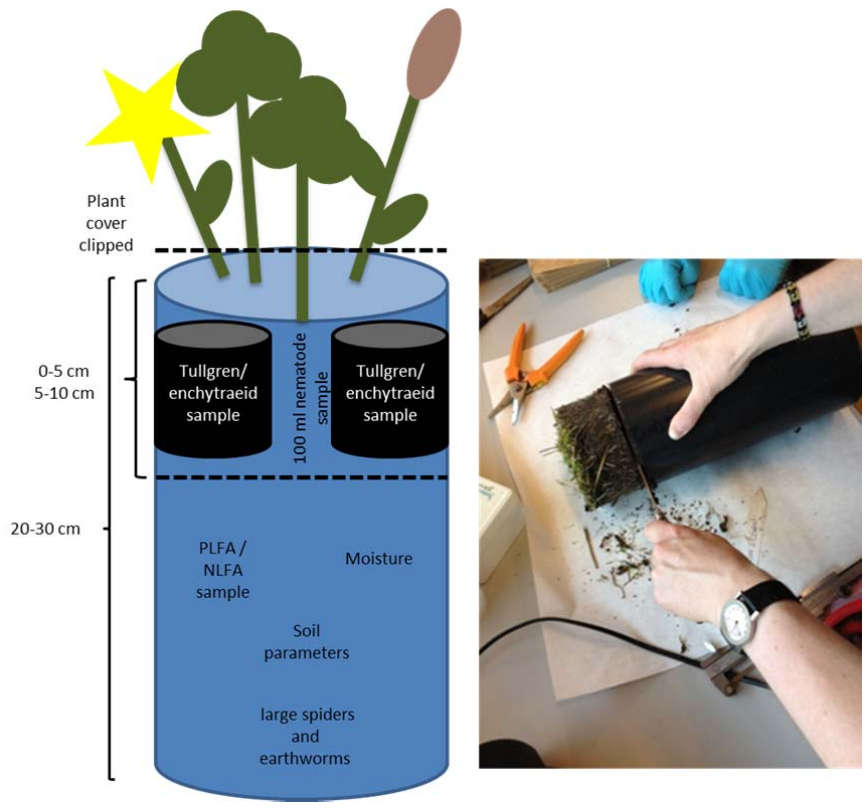 Plant
cover
clipped
0-5 cm
5-10 cm
Tullgren/
enchytraeid
sample
100 ml nematode
sample
Tullgren/
enchytraeid
sample
20-30 cm
PLFA /
NLFA
sample
Moisture
Soil
parameters
large spiders
and
earthworms